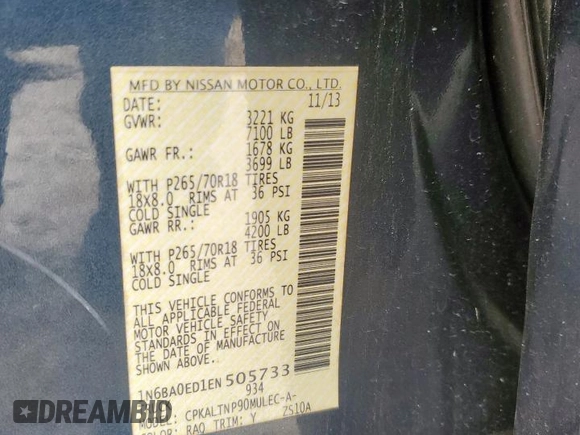 MFD BY NISSAN MOTOR CO., LTD.
DATE: 11/13
GVWR: 3221 KG
7100 LB
GAWR FR.: 1678 KG
3699 LB
WITH P265/70R18 TIRES
18X8.0 RIMS AT 36 PSI
COLD SINGLE
GAWR RR.: 1905 KG
4200 LB
WITH P265/70R18 TIRES
18X8.0 RIMS AT 36 PSI
COLD SINGLE
THIS VEHICLE CONFORMS TO
ALL APPLICABLE FEDERAL
MOTOR VEHICLE SAFETY
STANDARDS IN EFFECT ON
THE DATE OF MANUFACTURE
SHOWN ABOVE.
1N6BA0ED1EN505733
934
MODEL: CPKALTNP90MULEC-A-
COLOR: RAQ TRIM: Y ZS10A
DREAMBID
DREAMBID